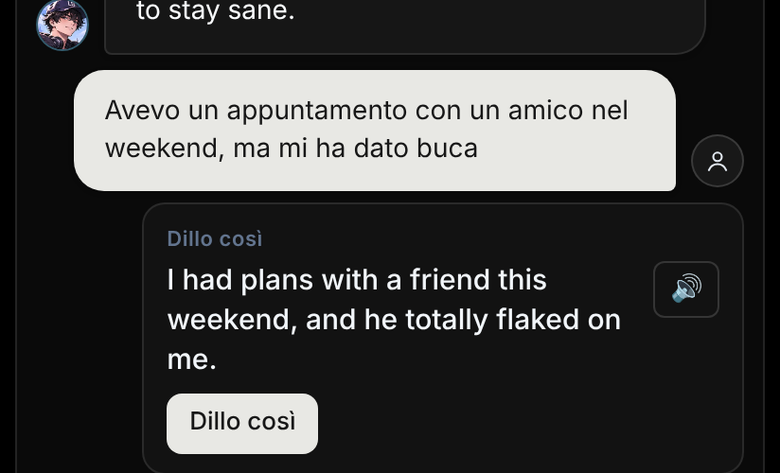 to stay sane.
Avevo un appuntamento con un amico nel
weekend, ma mi ha dato buca
Dillo così
I had plans with a friend this
weekend, and he totally flaked on
me.
Dillo così